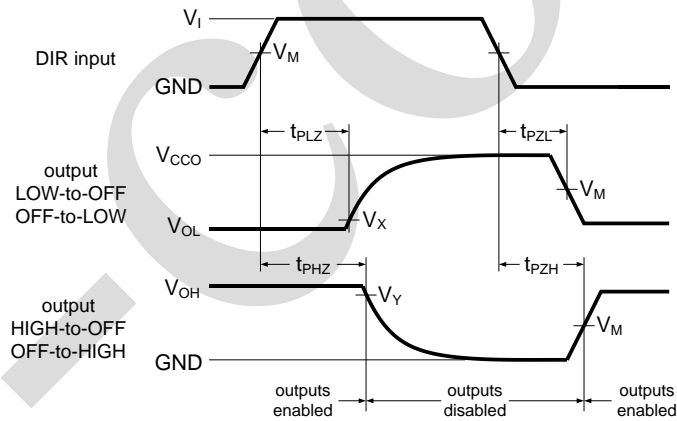 V_I
DIR input
V_M
GND
t_PLZ
t_PZL
V_CCO
output
LOW-to-OFF
OFF-to-LOW
V_M
V_X
V_OL
t_PHZ
t_PZH
V_OH
V_Y
output
HIGH-to-OFF
OFF-to-HIGH
V_M
GND
outputs
enabled
outputs
disabled
outputs
enabled